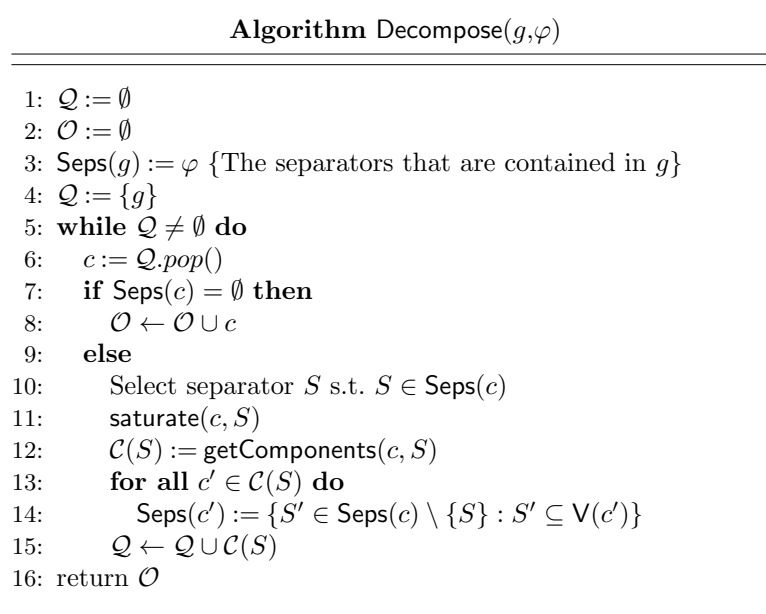 Algorithm Decompose(g,φ)
1: 𝒬 := ∅
2: 𝒪 := ∅
3: Seps(g) := φ {The separators that are contained in g}
4: 𝒬 := {g}
5: while 𝒬 ≠ ∅ do
6: c := 𝒬.pop()
7: if Seps(c) = ∅ then
8: 𝒪 ← 𝒪 ∪ c
9: else
10: Select separator S s.t. S ∈ Seps(c)
11: saturate(c, S)
12: 𝒞(S) := getComponents(c, S)
13: for all c′ ∈ 𝒞(S) do
14: Seps(c′) := {S′ ∈ Seps(c) \ {S} : S′ ⊆ V(c′)}
15: 𝒬 ← 𝒬 ∪ 𝒞(S)
16: return 𝒪